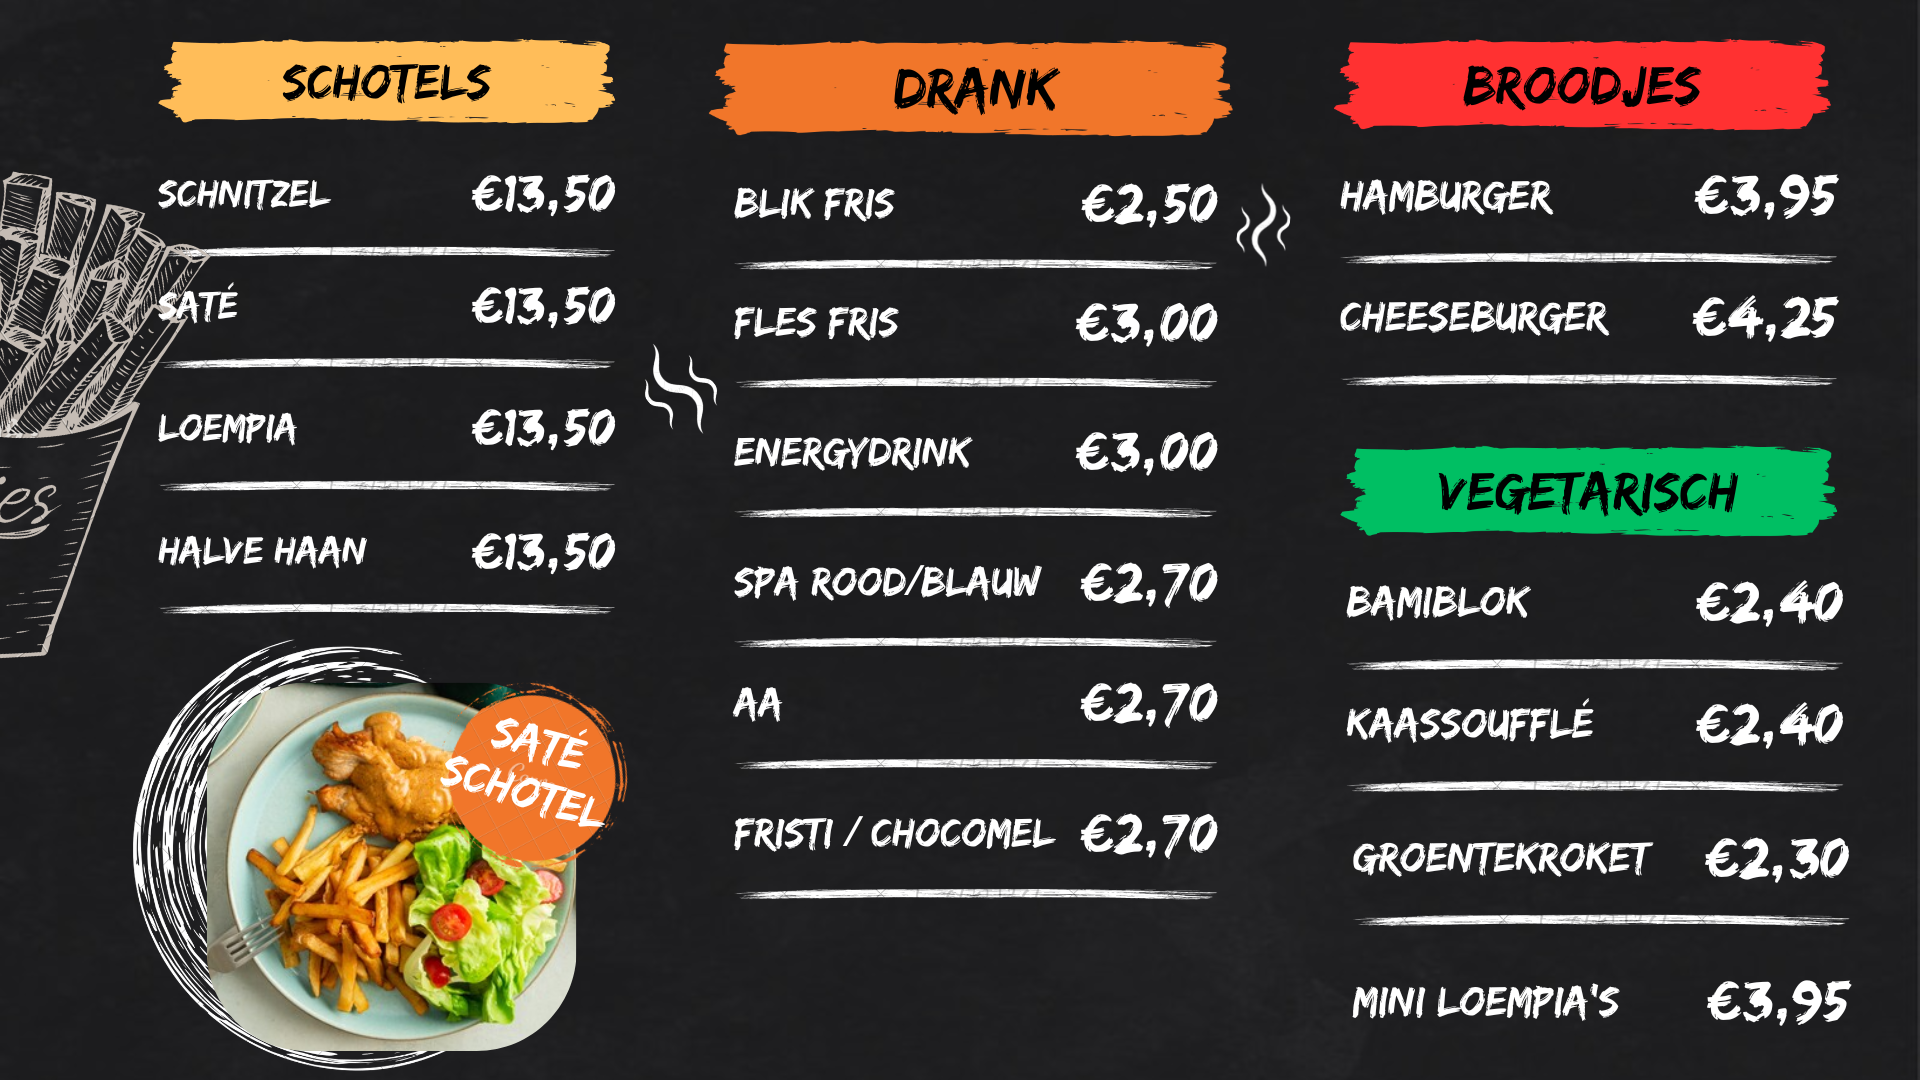 SCHOTELS
SCHNITZEL €13,50
SATÉ €13,50
LOEMPIA €13,50
HALVE HAAN €13,50
SATÉ
SCHOTEL
DRANK
BLIK FRIS €2,50
FLES FRIS €3,00
ENERGYDRINK €3,00
SPA ROOD/BLAUW €2,70
AA €2,70
FRISTI / CHOCOMEL €2,70
BROODJES
HAMBURGER €3,95
CHEESEBURGER €4,25
VEGETARISCH
BAMIBLOK €2,40
KAASSOUFFLÉ €2,40
GROENTEKROKET €2,30
MINI LOEMPIA'S €3,95